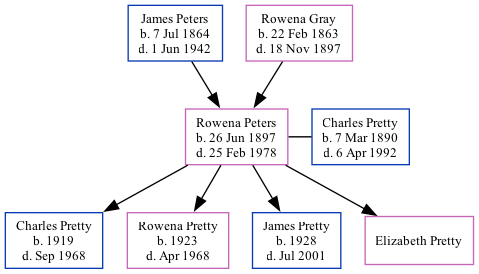 James Peters
b. 7 Jul 1864
d. 1 Jun 1942
Rowena Gray
b. 22 Feb 1863
d. 18 Nov 1897
Rowena Peters
b. 26 Jun 1897
d. 25 Feb 1978
Charles Pretty
b. 7 Mar 1890
d. 6 Apr 1992
Charles Pretty
b. 1919
d. Sep 1968
Rowena Pretty
b. 1923
d. Apr 1968
James Pretty
b. 1928
d. Jul 2001
Elizabeth Pretty